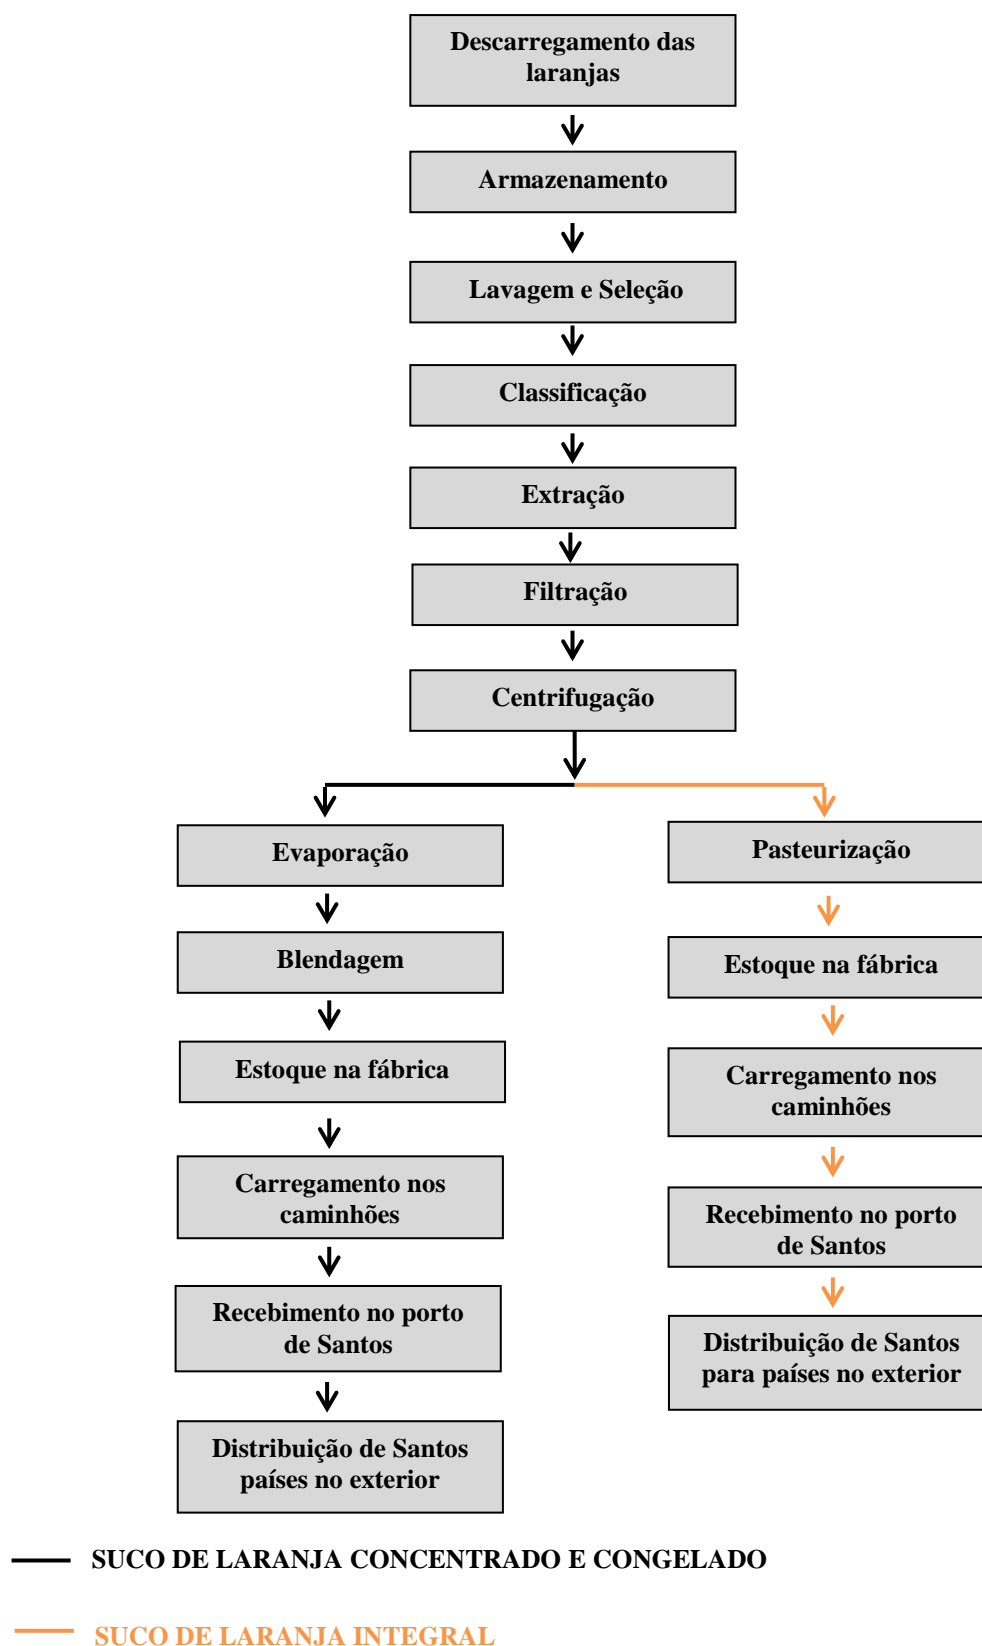 Descarregamento das
laranjas
Armazenamento
Lavagem e Seleção
Classificação
Extração
Filtração
Centrifugação
Evaporação
Blendagem
Estoque na fábrica
Carregamento nos
caminhões
Recebimento no porto
de Santos
Distribuição de Santos
países no exterior
Pasteurização
Estoque na fábrica
Carregamento nos
caminhões
Recebimento no porto
de Santos
Distribuição de Santos
para países no exterior
SUCO DE LARANJA CONCENTRADO E CONGELADO
SUCO DE LARANJA INTEGRAL